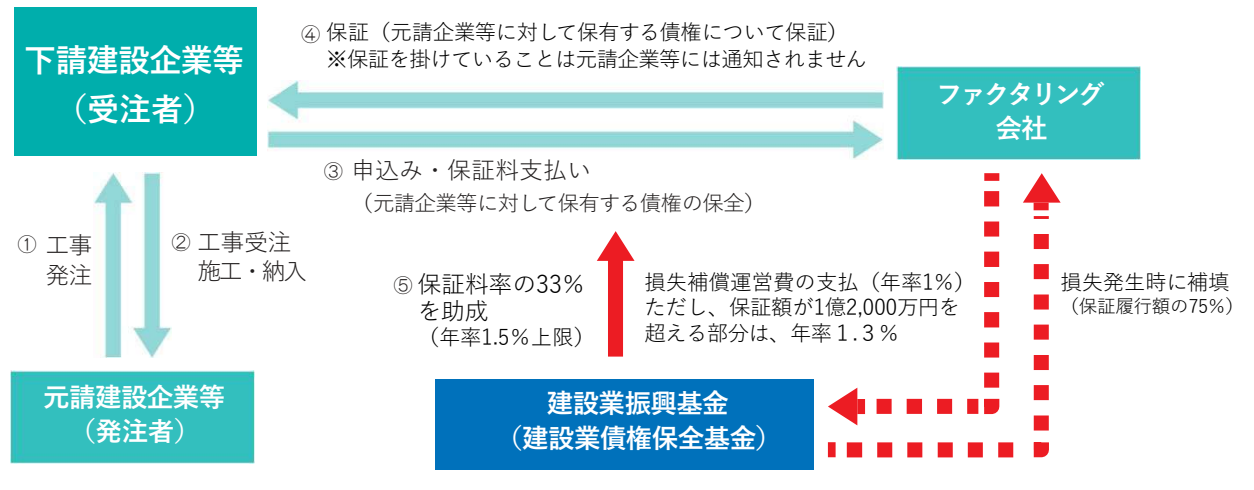 下請建設企業等
（受注者）
④ 保証（元請企業等に対して保有する債権について保証）
※保証を掛けていることは元請企業等には通知されません
ファクタリング
会社
③ 申込み・保証料支払い
（元請企業等に対して保有する債権の保全）
① 工事
発注
② 工事受注
施工・納入
⑤ 保証料率の33%
を助成
（年率1.5%上限）
損失補償運営費の支払（年率1%）
ただし、保証額が1億2,000万円を
超える部分は、年率１.３％
損失発生時に補填
（保証履行額の75%）
元請建設企業等
（発注者）
建設業振興基金
（建設業債権保全基金）